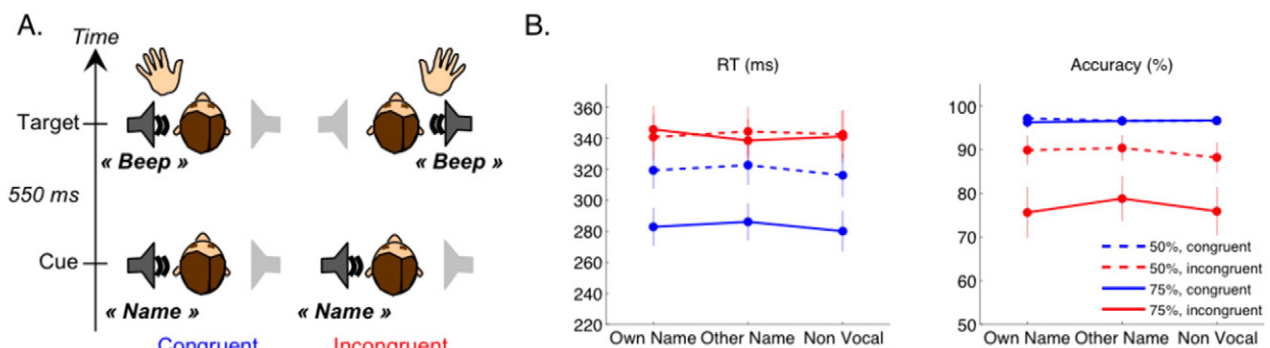 A.
Time
Target
« Beep »
« Beep »
550 ms
Cue
« Name »
« Name »
Congruent
Incongruent
B.
RT (ms)
360
340
320
300
280
260
240
220
Own Name Other Name Non Vocal
Accuracy (%)
100
90
80
70
60
50
50%, congruent
50%, incongruent
75%, congruent
75%, incongruent
Own Name Other Name Non Vocal